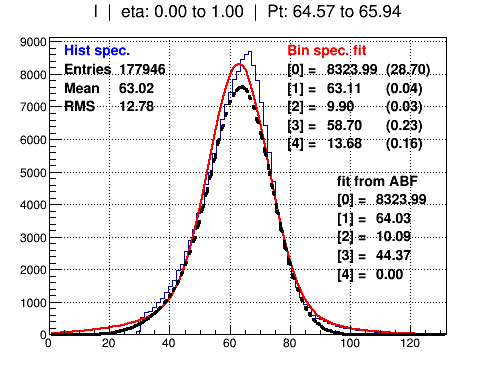 I | eta: 0.00 to 1.00 | Pt: 64.57 to 65.94
Hist spec.
Entries 177946
Mean 63.02
RMS 12.78
Bin spec. fit
[0] = 8323.99 (28.70)
[1] = 63.11 (0.04)
[2] = 9.90 (0.03)
[3] = 58.70 (0.23)
[4] = 13.68 (0.16)
fit from ABF
[0] = 8323.99
[1] = 64.03
[2] = 10.09
[3] = 44.37
[4] = 0.00
9000
8000
7000
6000
5000
4000
3000
2000
1000
0
0 20 40 60 80 100 120